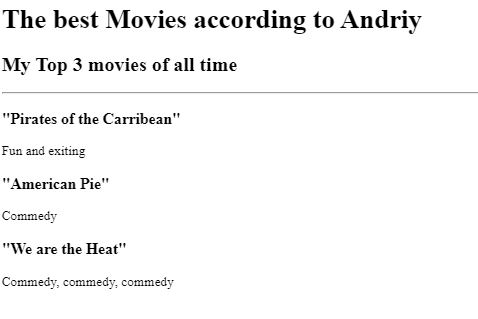 The best Movies according to Andriy
My Top 3 movies of all time
"Pirates of the Carribean"
Fun and exiting
"American Pie"
Commedy
"We are the Heat"
Commedy, commedy, commedy